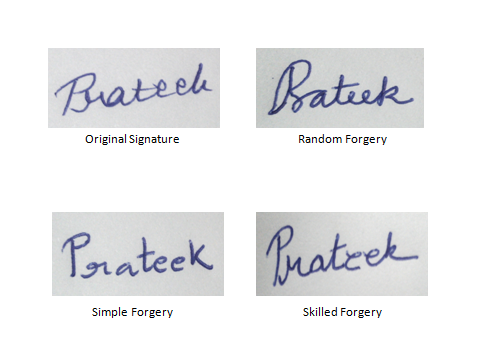 Prateek Prateek
Original Signature Random Forgery
Prateek Prateek
Simple Forgery Skilled Forgery